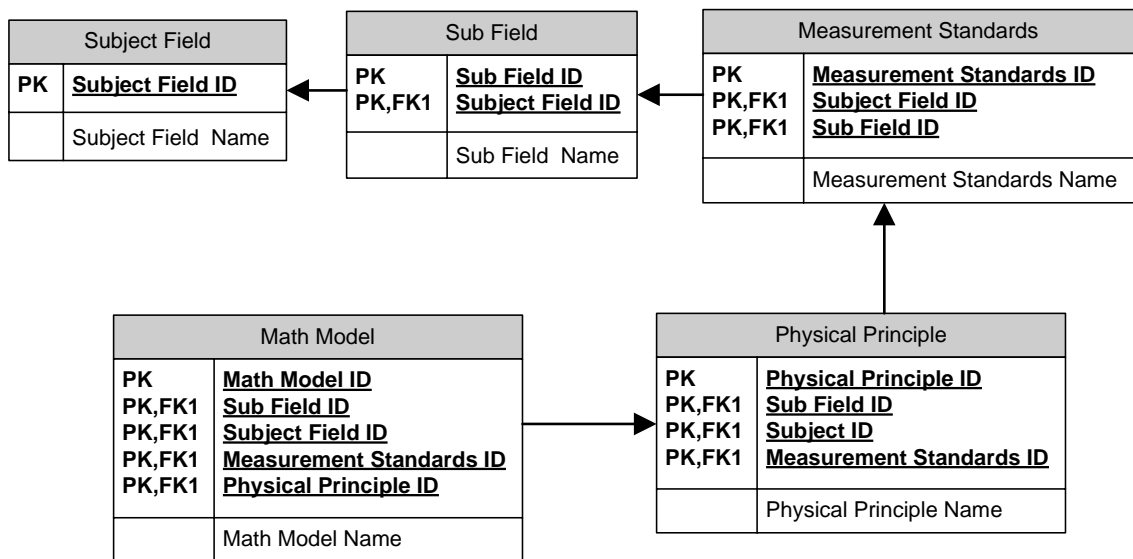 Subject Field
PK Subject Field ID
Subject Field Name
Sub Field
PK Sub Field ID
PK,FK1 Subject Field ID
Sub Field Name
Measurement Standards
PK Measurement Standards ID
PK,FK1 Subject Field ID
PK,FK1 Sub Field ID
Measurement Standards Name
Math Model
PK Math Model ID
PK,FK1 Sub Field ID
PK,FK1 Subject Field ID
PK,FK1 Measurement Standards ID
PK,FK1 Physical Principle ID
Math Model Name
Physical Principle
PK Physical Principle ID
PK,FK1 Sub Field ID
PK,FK1 Subject ID
PK,FK1 Measurement Standards ID
Physical Principle Name